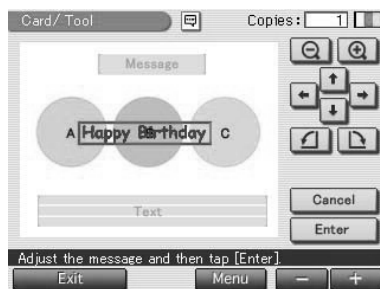 Card/Tool Copies: 1
Message
A Happy Birthday C
Text
Cancel
Enter
Adjust the message and then tap [Enter].
Exit Menu - +